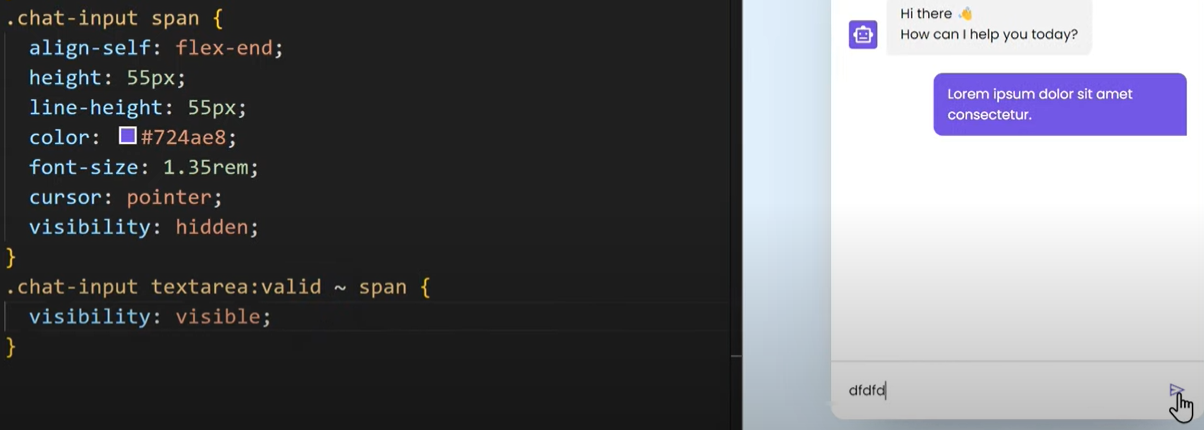 .chat-input span {
align-self: flex-end;
height: 55px;
line-height: 55px;
color: #724ae8;
font-size: 1.35rem;
cursor: pointer;
visibility: hidden;
}
.chat-input textarea:valid ~ span {
visibility: visible;
}
Hi there 👋
How can I help you today?
Lorem ipsum dolor sit amet
consectetur.
dfdfd